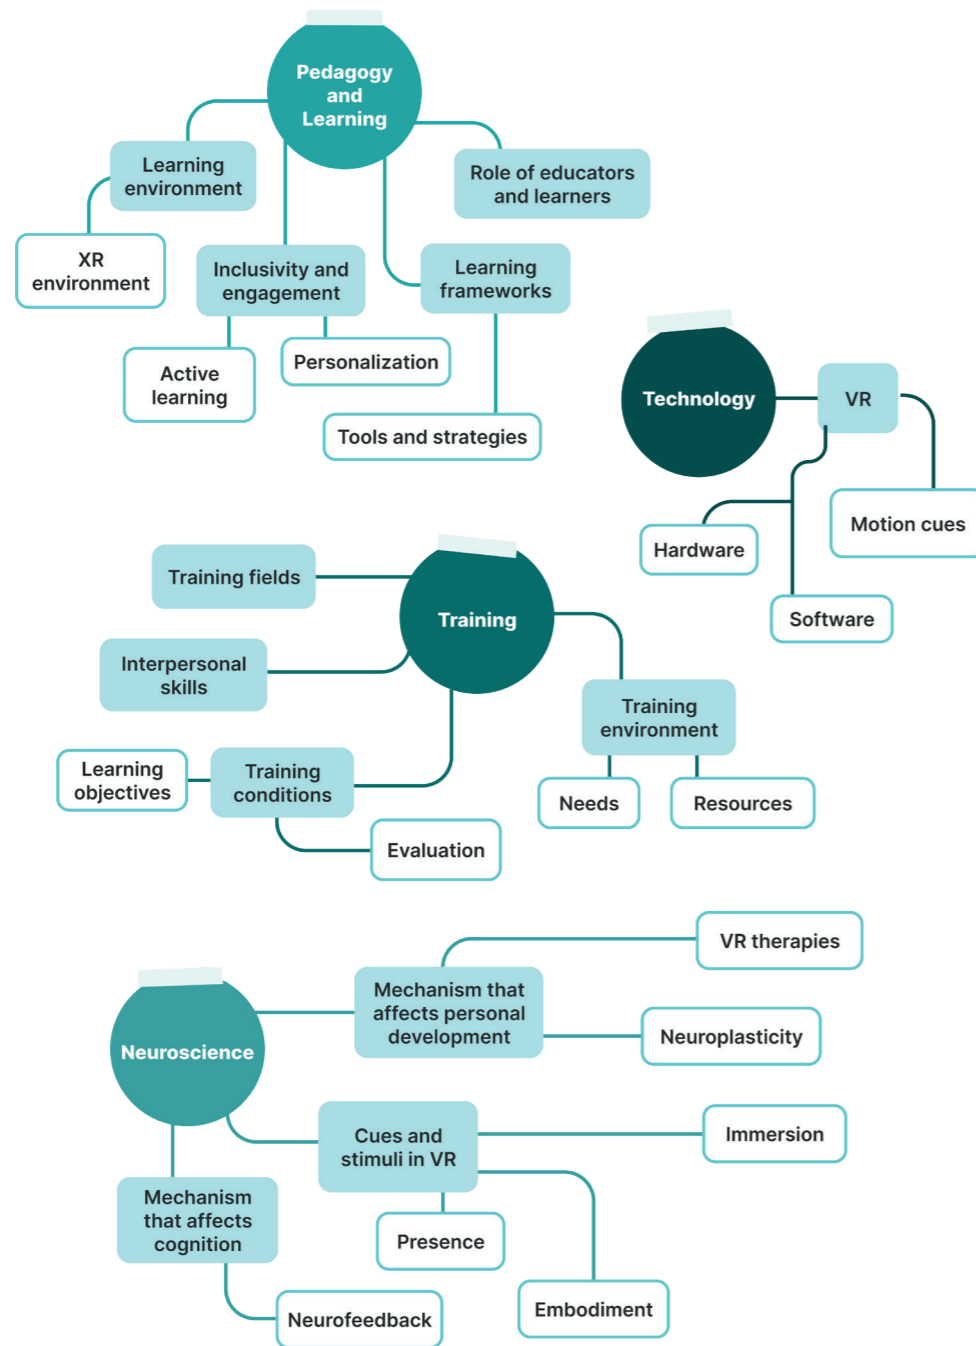 Pedagogy
and
Learning
Learning
environment
Role of educators
and learners
XR
environment
Inclusivity and
engagement
Learning
frameworks
Active
learning
Personalization
Tools and strategies
Technology
VR
Hardware
Motion cues
Software
Training fields
Training
Interpersonal
skills
Training
environment
Learning
objectives
Training
conditions
Needs
Resources
Evaluation
VR therapies
Mechanism that
affects personal
development
Neuroscience
Neuroplasticity
Cues and
stimuli in VR
Immersion
Mechanism
that affects
cognition
Presence
Embodiment
Neurofeedback